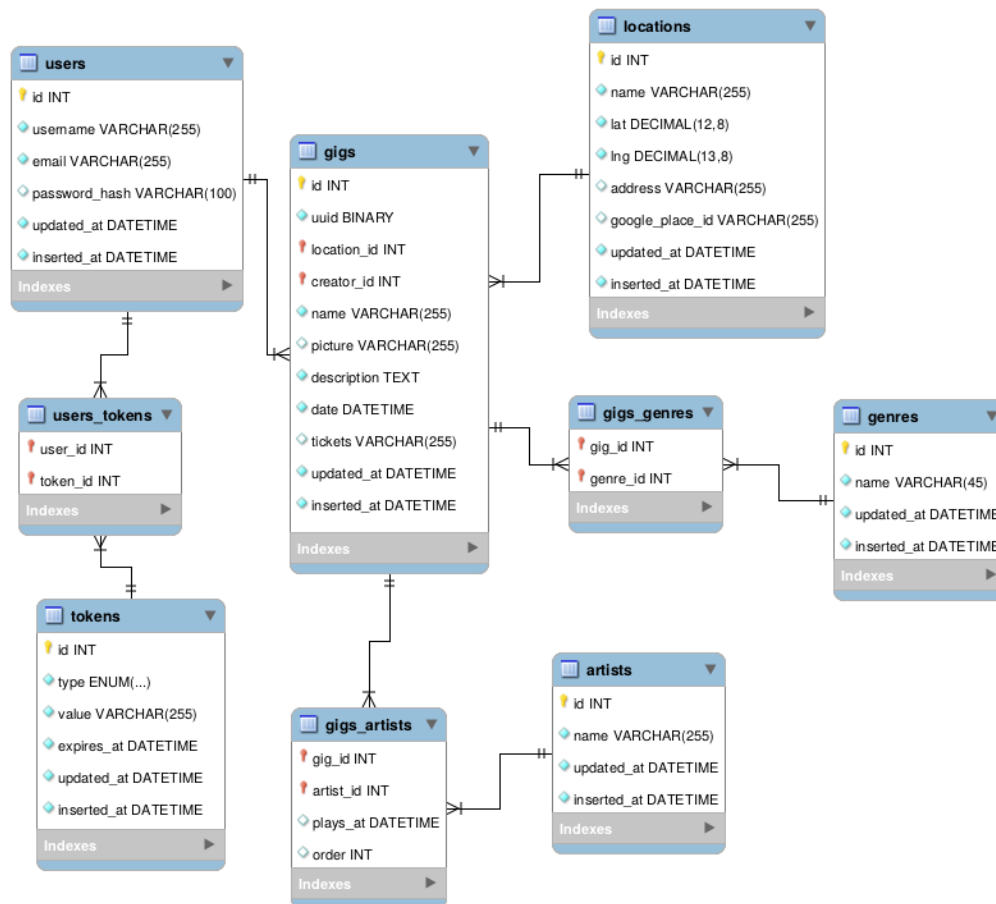 users
id INT
username VARCHAR(255)
email VARCHAR(255)
password_hash VARCHAR(100)
updated_at DATETIME
inserted_at DATETIME
Indexes
users_tokens
user_id INT
token_id INT
Indexes
tokens
id INT
type ENUM(...)
value VARCHAR(255)
expires_at DATETIME
updated_at DATETIME
inserted_at DATETIME
Indexes
gigs
id INT
uuid BINARY
location_id INT
creator_id INT
name VARCHAR(255)
picture VARCHAR(255)
description TEXT
date DATETIME
tickets VARCHAR(255)
updated_at DATETIME
inserted_at DATETIME
Indexes
gigs_artists
gig_id INT
artist_id INT
plays_at DATETIME
order INT
Indexes
locations
id INT
name VARCHAR(255)
lat DECIMAL(12,8)
lng DECIMAL(13,8)
address VARCHAR(255)
google_place_id VARCHAR(255)
updated_at DATETIME
inserted_at DATETIME
Indexes
gigs_genres
gig_id INT
genre_id INT
Indexes
genres
id INT
name VARCHAR(45)
updated_at DATETIME
inserted_at DATETIME
Indexes
artists
id INT
name VARCHAR(255)
updated_at DATETIME
inserted_at DATETIME
Indexes